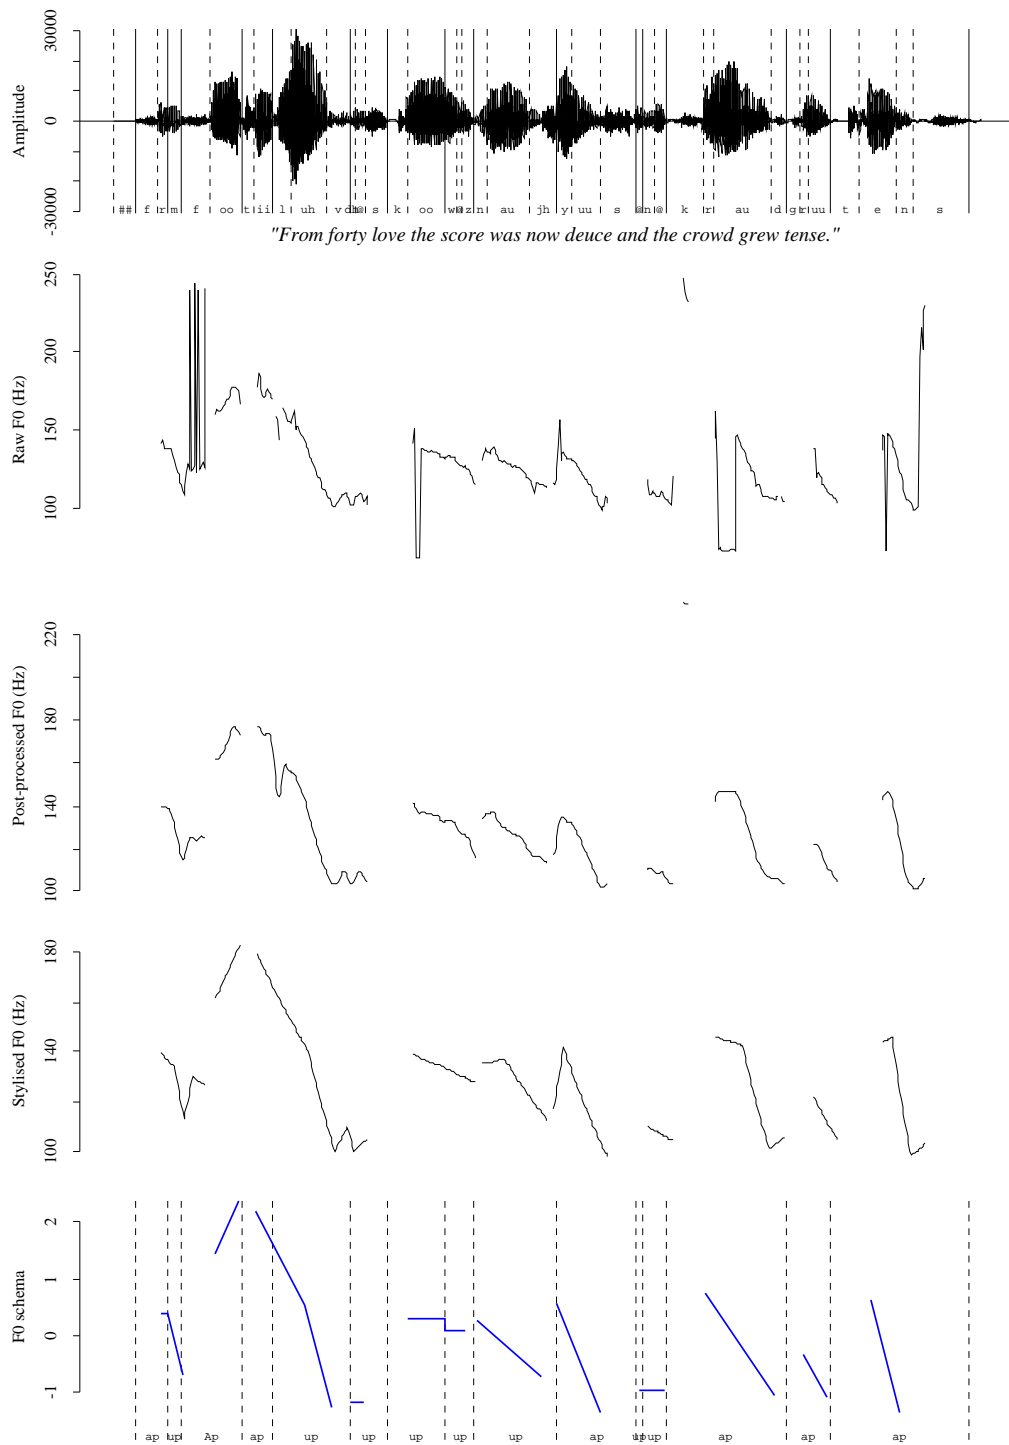 Amplitude
30000
0
-30000
## f r m f oo t ii l uh v dh @ s k oo w @ z n au jh y uu s @ n @ k r au d g r uu t e n s
"From forty love the score was now deuce and the crowd grew tense."
Raw F0 (Hz)
250
200
150
100
Post-processed F0 (Hz)
220
180
140
100
Stylised F0 (Hz)
180
140
100
F0 schema
2
1
0
-1
ap up Ap ap up up up up up ap up up ap ap ap